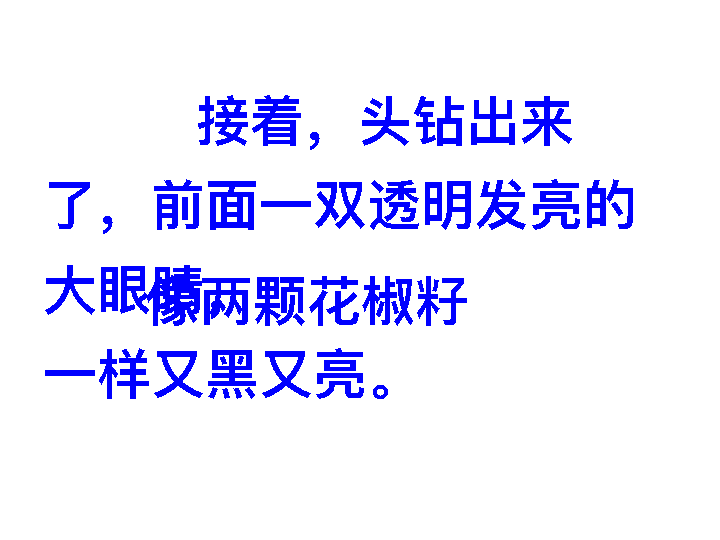 接着，头钻出来
了，前面一双透明发亮的
大眼睛，
像两颗花椒籽
一样又黑又亮。